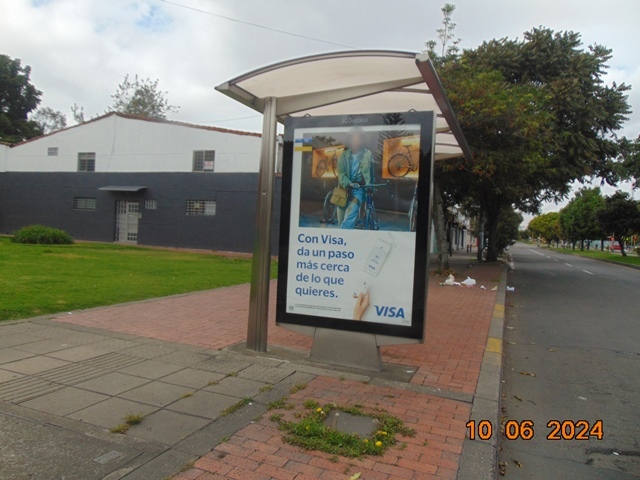 Con Visa,
da un paso
más cerca
de lo que
quieres.
VISA
10 06 2024